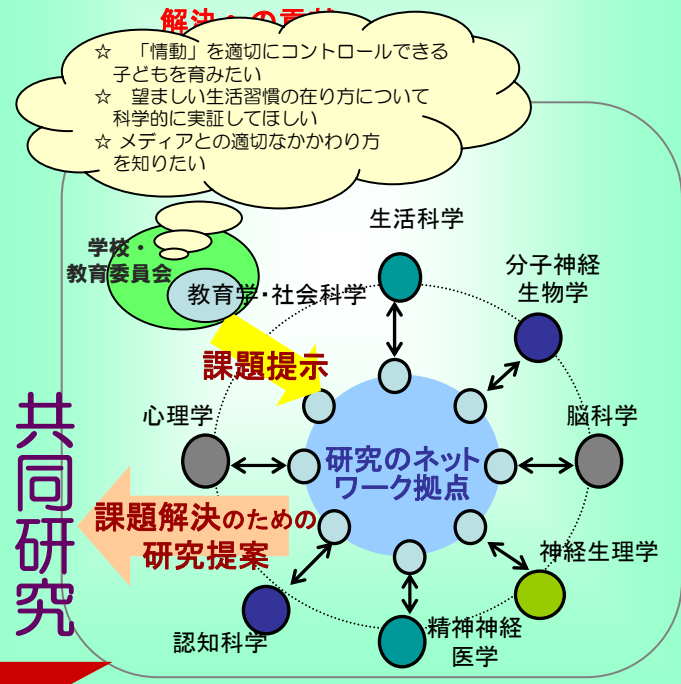 解決への貢献
☆　「情動」を適切にコントロールできる
子どもを育みたい
☆　望ましい生活習慣の在り方について
科学的に実証してほしい
☆ メディアとの適切なかかわり方
を知りたい
学校・
教育委員会
教育学・社会科学
生活科学
分子神経
生物学
課題提示
心理学
脳科学
研究のネット
ワーク拠点
共同研究
課題解決のための
研究提案
神経生理学
認知科学
精神神経
医学